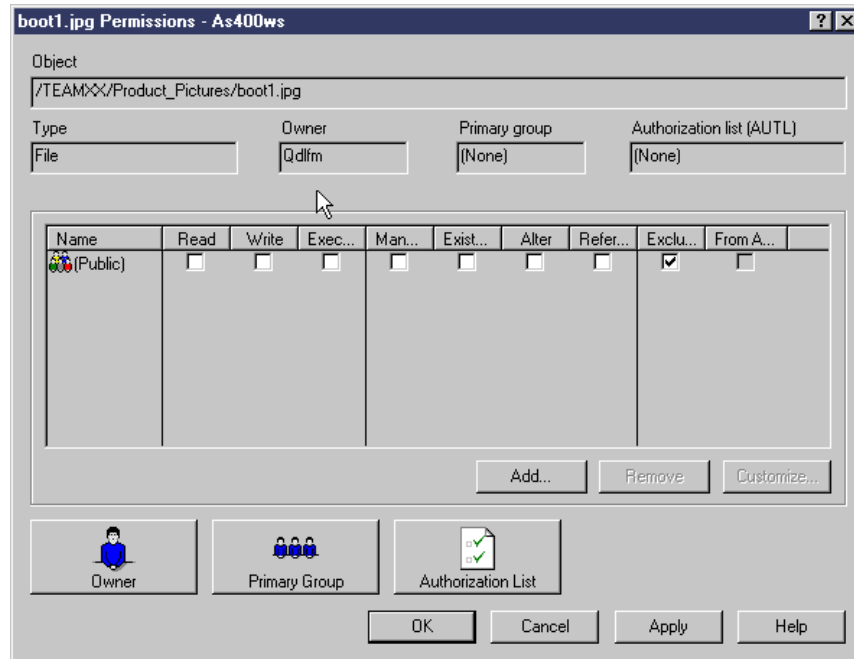 boot1.jpg Permissions - As400ws
Object
/TEAMXX/Product_Pictures/boot1.jpg
Type Owner Primary group Authorization list (AUTL)
File Qdlfm (None) (None)
Name Read Write Exec... Man... Exist... Alter Refer... Exclu... From A...
(Public)
Add... Remove Customize...
Owner Primary Group Authorization List
OK Cancel Apply Help